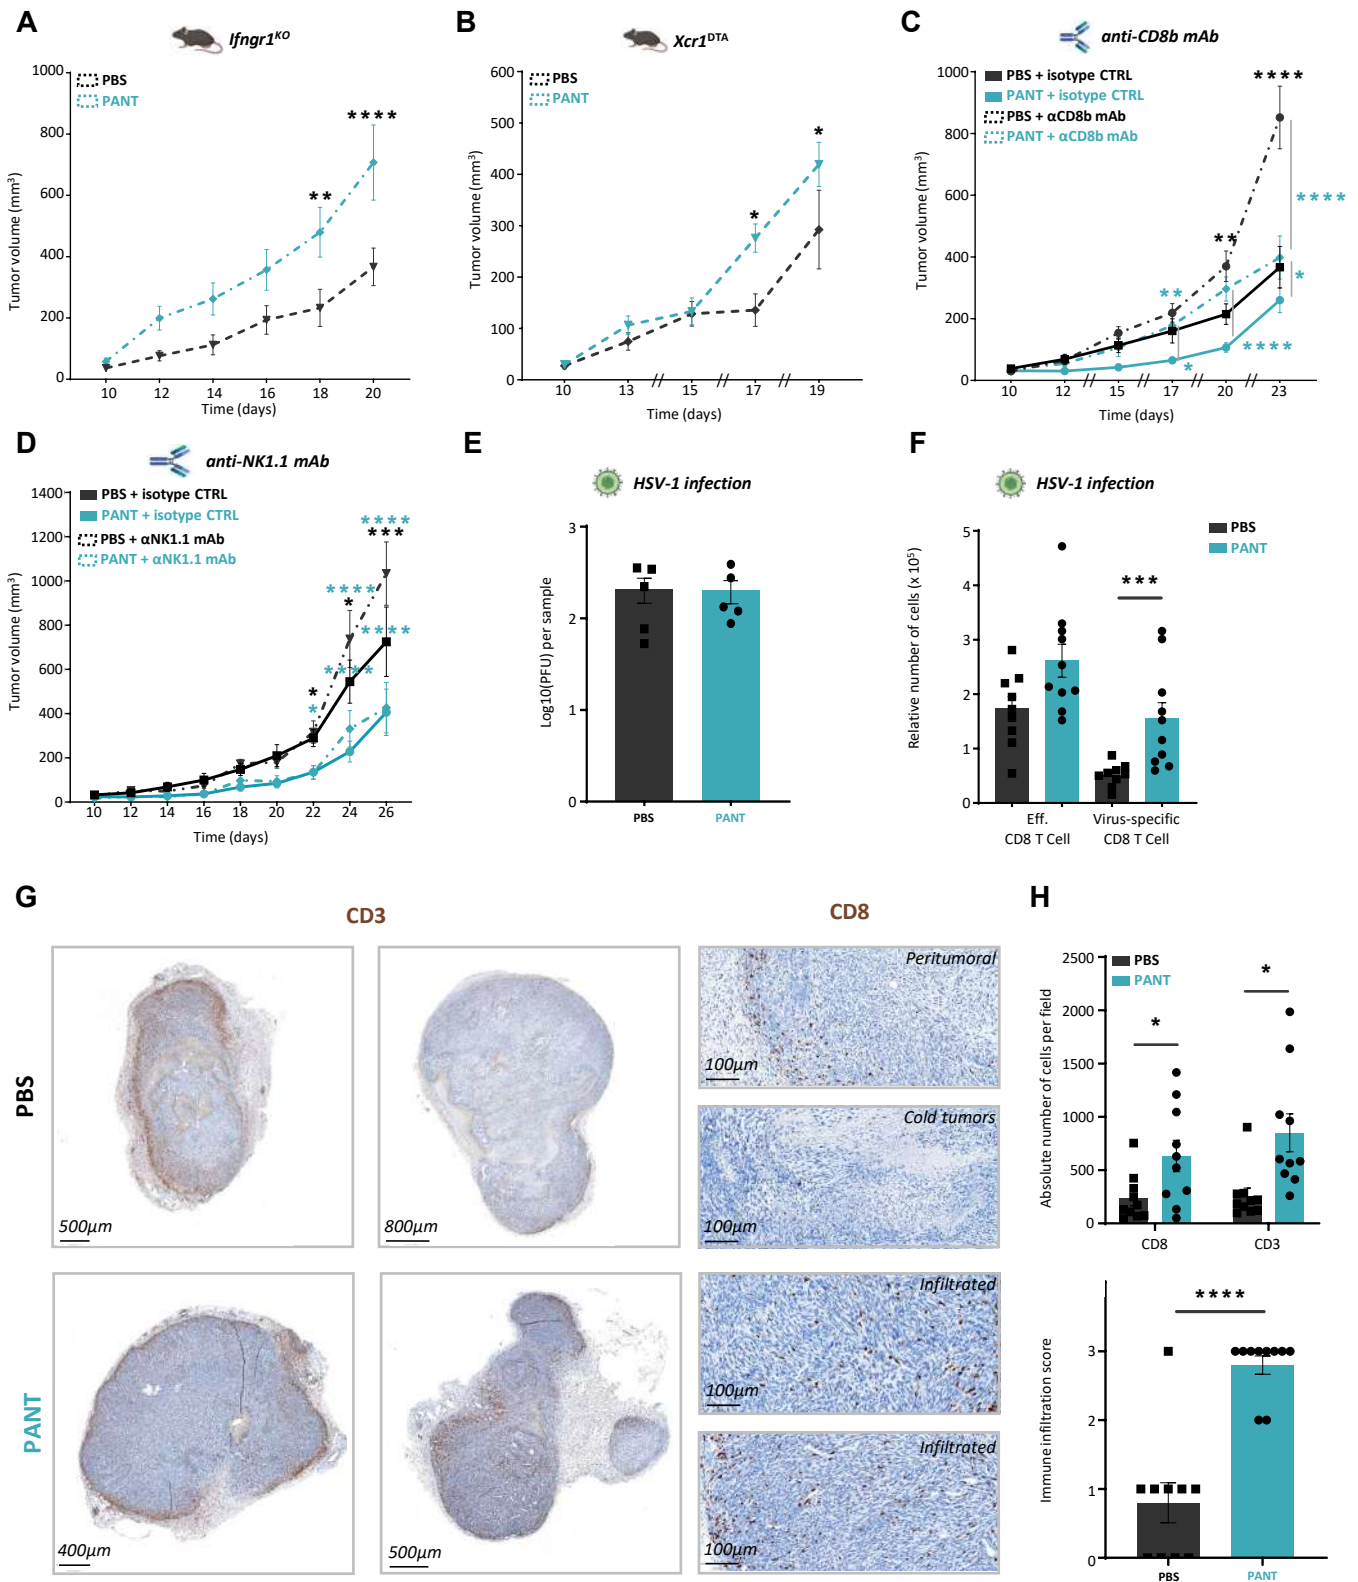 A
Ifngr1KO
PBS
PANT
Tumor volume (mm3)
1000
800
600
400
200
0
**
****
10 12 14 16 18 20
Time (days)
B
Xcr1DTA
PBS
PANT
Tumor volume (mm3)
600
500
400
300
200
100
0
*
*
10 13 15 17 19
Time (days)
C
anti-CD8b mAb
PBS + isotype CTRL
PANT + isotype CTRL
PBS + αCD8b mAb
PANT + αCD8b mAb
Tumor volume (mm3)
1000
800
600
400
200
0
****
****
**
*
**
****
*
10 12 15 17 20 23
Time (days)
D
anti-NK1.1 mAb
PBS + isotype CTRL
PANT + isotype CTRL
PBS + αNK1.1 mAb
PANT + αNK1.1 mAb
Tumor volume (mm3)
1400
1200
1000
800
600
400
200
0
****
***
****
*
****
****
*
*
10 12 14 16 18 20 22 24 26
Time (days)
E
HSV-1 infection
Log10(PFU) per sample
3
2
1
0
PBS PANT
F
HSV-1 infection
PBS
PANT
Relative number of cells (x 105)
5
4
3
2
1
0
***
Eff.
CD8 T Cell
Virus-specific
CD8 T Cell
G
CD3
CD8
PBS
500µm
800µm
Peritumoral
100µm
Cold tumors
100µm
PANT
400µm
500µm
Infiltrated
100µm
Infiltrated
100µm
H
PBS
PANT
Absolute number of cells per field
2500
2000
1500
1000
500
0
*
*
CD8 CD3
Immune infiltration score
3
2
1
0
****
PBS PANT